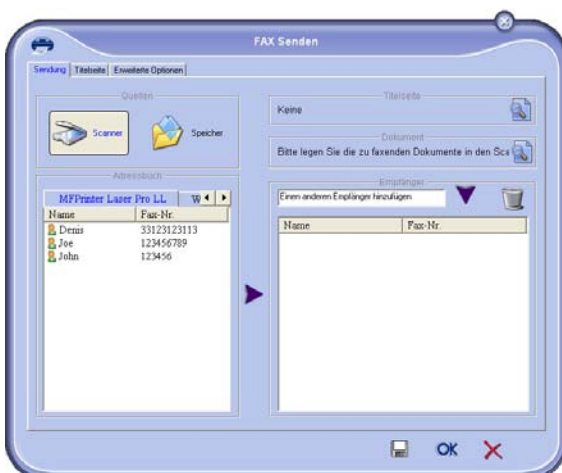 FAX Senden
Sendung Titelseite Erweiterte Optionen
Quellen
Scanner
Speicher
Titelseite
Keine
Dokument
Bitte legen Sie die zu faxenden Dokumente in den Sca
Adressbuch
MFPrinter Laser Pro LL W
Name Fax-Nr.
Denis 33123123113
Joe 123456789
John 123456
Empfänger
Einen anderen Empfänger hinzufügen
Name Fax-Nr.
OK